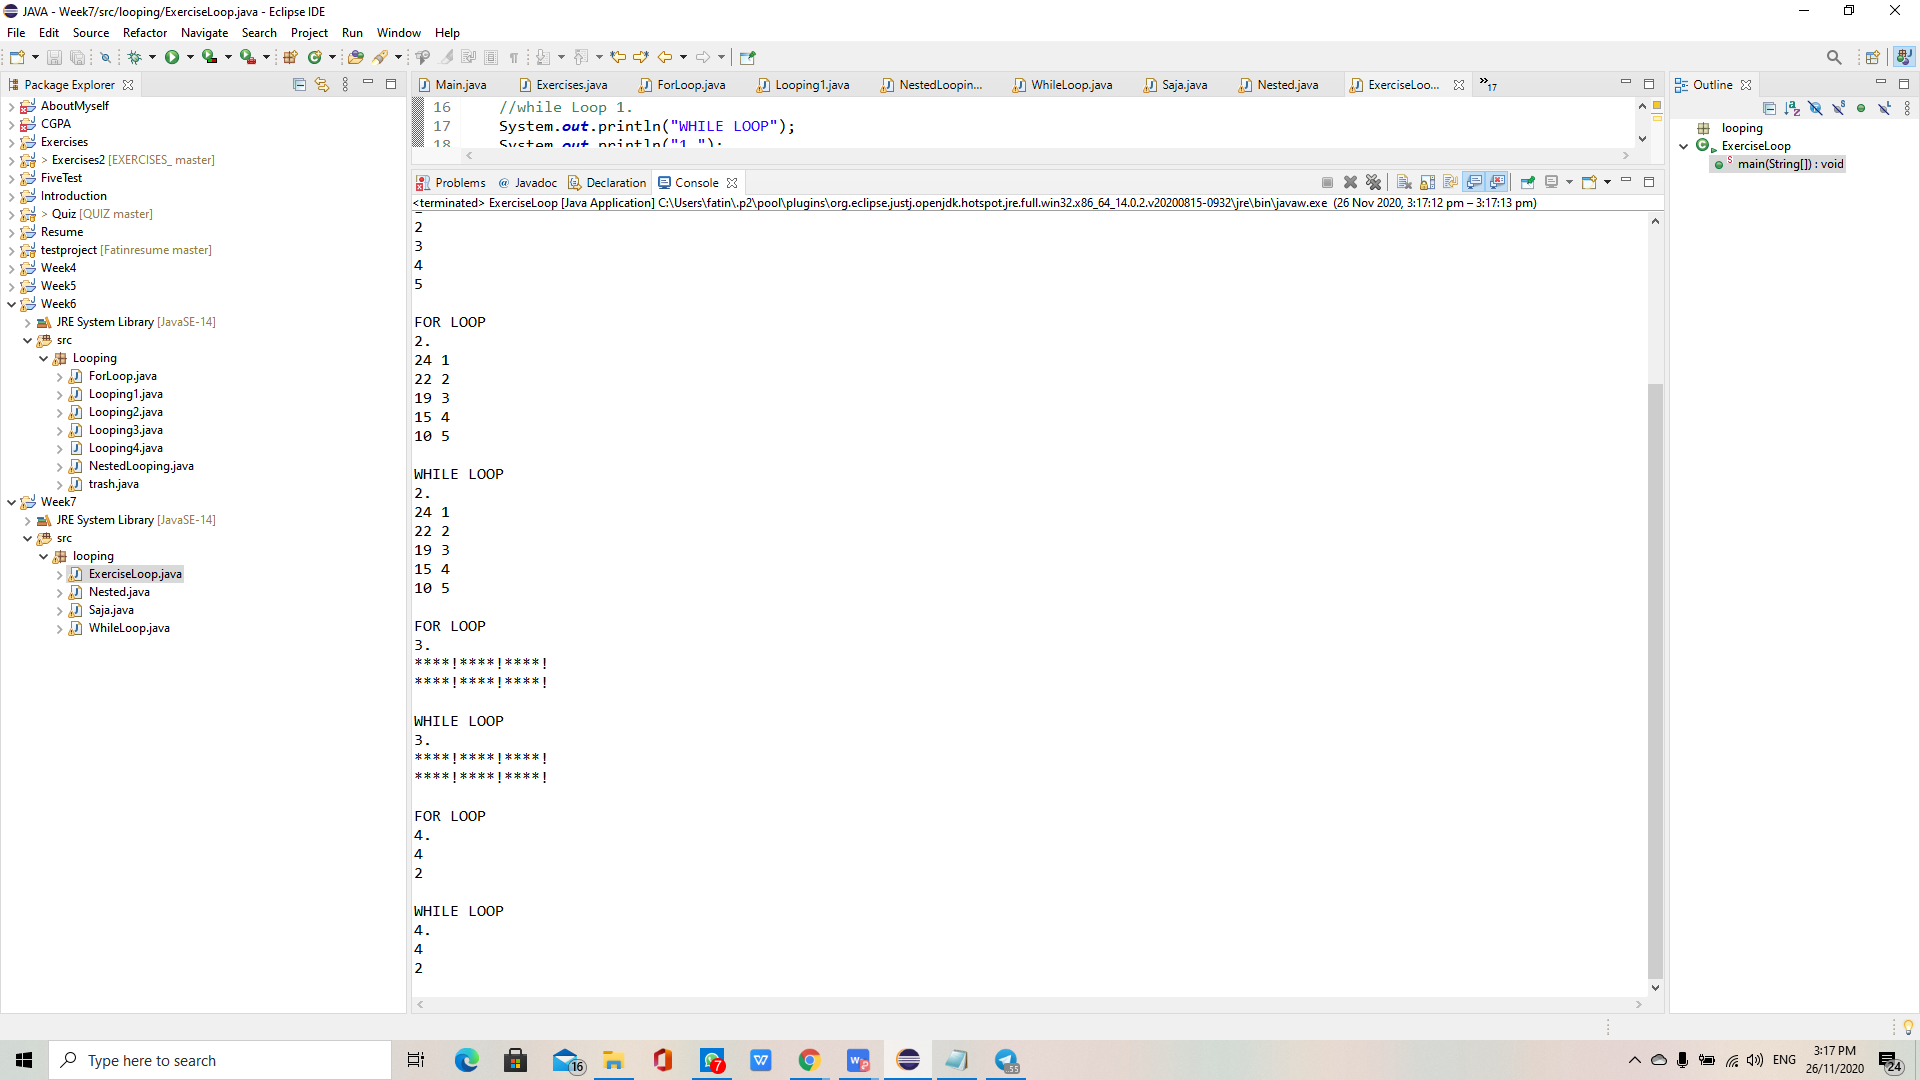 JAVA - Week7/src/looping/ExerciseLoop.java - Eclipse IDE
File Edit Source Refactor Navigate Search Project Run Window Help
Package Explorer
AboutMyself
CGPA
Exercises
> Exercises2 [EXERCISES_ master]
FiveTest
Introduction
> Quiz [QUIZ master]
Resume
testproject [Fatinresume master]
Week4
Week5
Week6
JRE System Library [JavaSE-14]
src
Looping
ForLoop.java
Looping1.java
Looping2.java
Looping3.java
Looping4.java
NestedLooping.java
trash.java
Week7
JRE System Library [JavaSE-14]
src
looping
ExerciseLoop.java
Nested.java
Saja.java
WhileLoop.java
Main.java Exercises.java ForLoop.java Looping1.java NestedLoopin... WhileLoop.java Saja.java Nested.java ExerciseLoo... »17
16 //while Loop 1.
17 System.out.println("WHILE LOOP");
18 System.out.println("1.");
Problems @ Javadoc Declaration Console
<terminated> ExerciseLoop [Java Application] C:\Users\fatin\.p2\pool\plugins\org.eclipse.justj.openjdk.hotspot.jre.full.win32.x86_64_14.0.2.v20200815-0932\jre\bin\javaw.exe (26 Nov 2020, 3:17:12 pm – 3:17:13 pm)
2
3
4
5
FOR LOOP
2.
24 1
22 2
19 3
15 4
10 5
WHILE LOOP
2.
24 1
22 2
19 3
15 4
10 5
FOR LOOP
3.
****!****!****!
****!****!****!
WHILE LOOP
3.
****!****!****!
****!****!****!
FOR LOOP
4.
4
2
WHILE LOOP
4.
4
2
Outline
looping
ExerciseLoop
main(String[]) : void
Type here to search
16
7
55
ENG
3:17 PM
26/11/2020
24